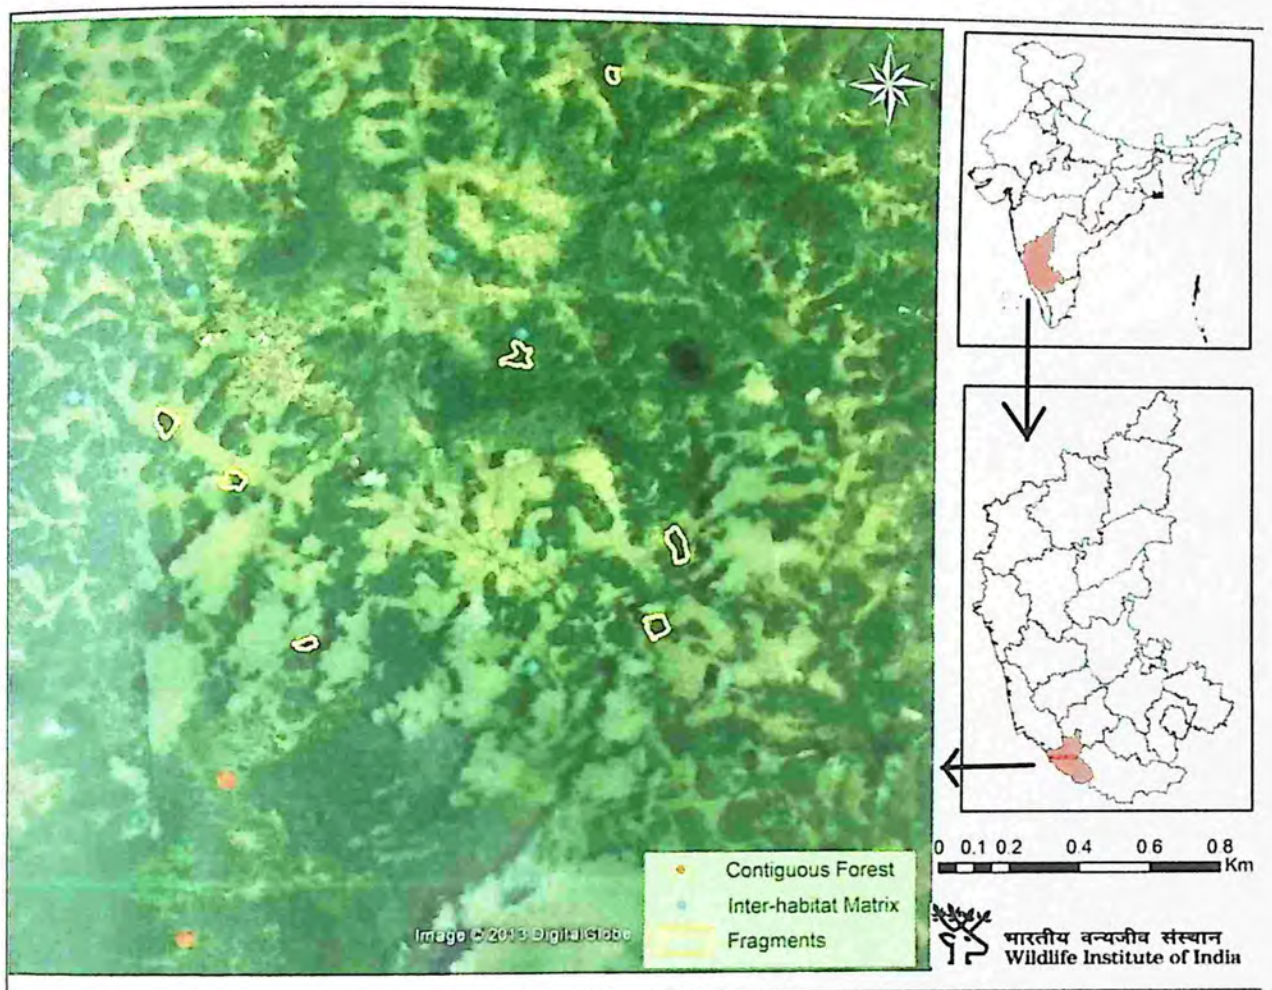 Contiguous Forest
Inter-habitat Matrix
Fragments
Image © 2013 DigitalGlobe
0 0.1 0.2 0.4 0.6 0.8
Km
भारतीय वन्यजीव संस्थान
Wildlife Institute of India